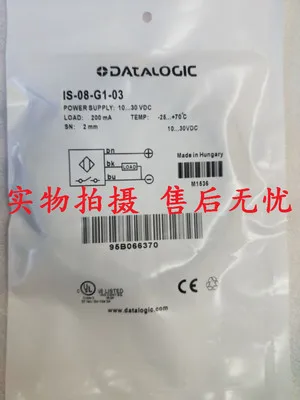 DATALOGIC
IS-08-G1-03
POWER SUPPLY: 10...30 VDC
LOAD: 200 mA TEMP: -25...+70°C
SN: 2 mm 10...30VDC
bn
bk LOAD
bu
Made in Hungary
M1636
实物拍摄 售后无忧
95B066370
UL LISTED
CE
www.datalogic.com